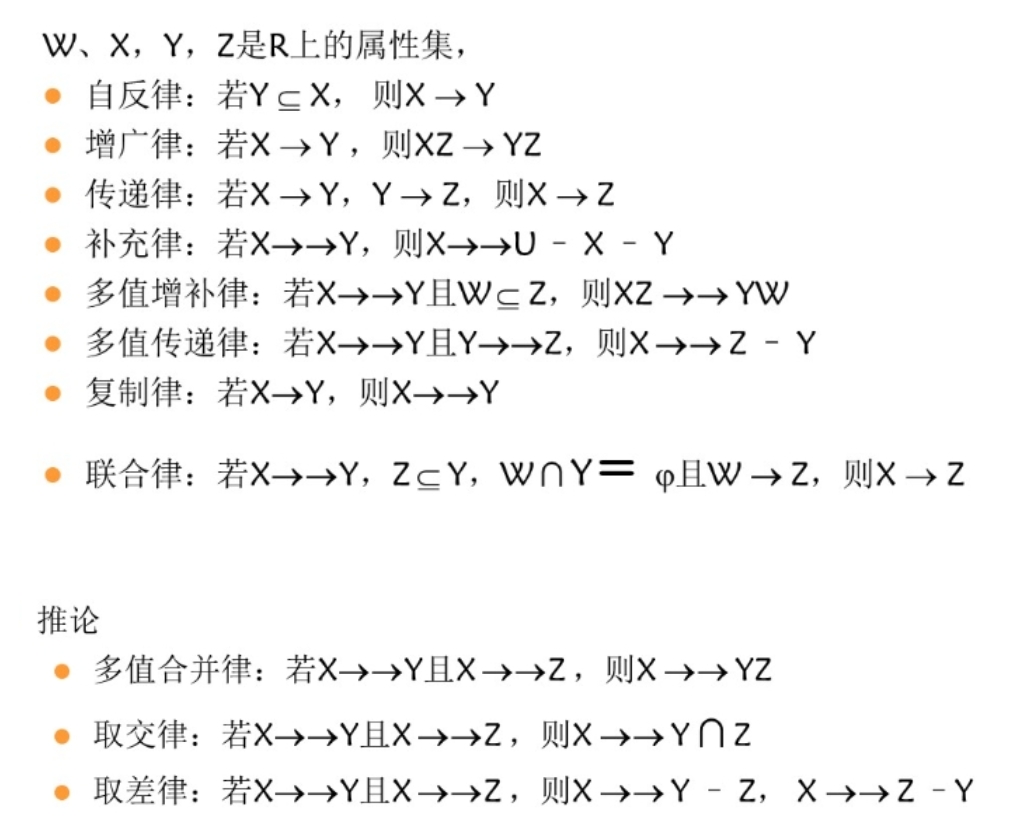 W、X，Y，Z是R上的属性集，
● 自反律：若Y⊆X， 则X→Y
● 增广律：若X→Y，则XZ→YZ
● 传递律：若X→Y，Y→Z，则X→Z
● 补充律：若X→→Y，则X→→U - X - Y
● 多值增补律：若X→→Y且W⊆Z，则XZ→→YW
● 多值传递律：若X→→Y且Y→→Z，则X→→Z - Y
● 复制律：若X→Y，则X→→Y
● 联合律：若X→→Y，Z⊆Y，W∩Y= φ且W→Z，则X→Z
推论
● 多值合并律：若X→→Y且X→→Z，则X→→YZ
● 取交律：若X→→Y且X→→Z，则X→→Y∩Z
● 取差律：若X→→Y且X→→Z，则X→→Y - Z， X→→Z - Y